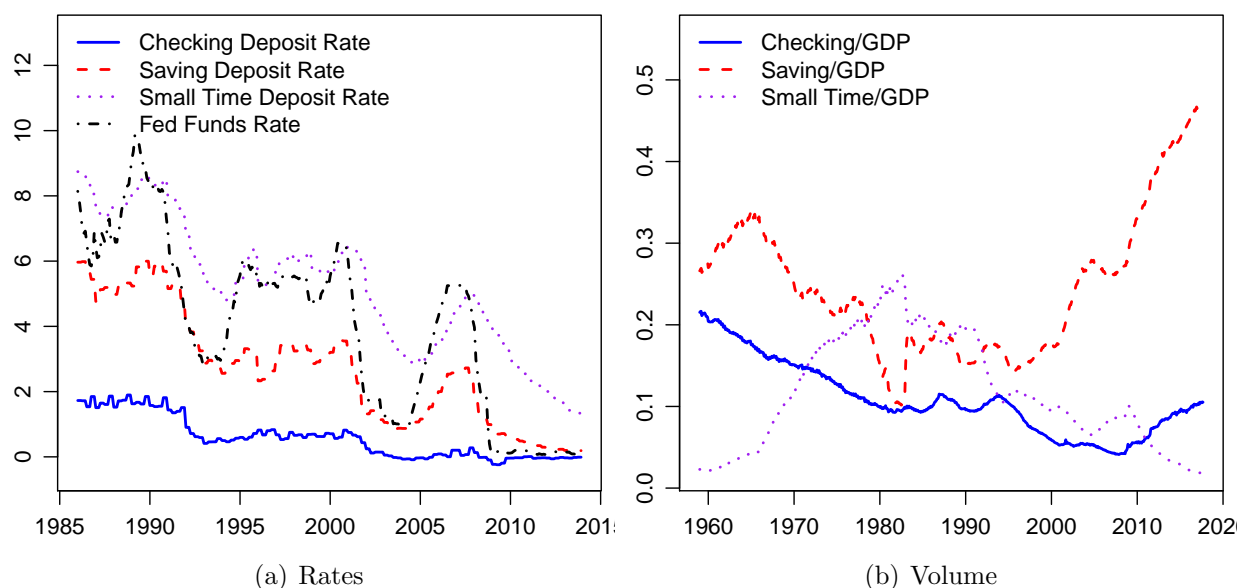 Checking Deposit Rate
Saving Deposit Rate
Small Time Deposit Rate
Fed Funds Rate
0 2 4 6 8 10 12
1985 1990 1995 2000 2005 2010 2015
(a) Rates
Checking/GDP
Saving/GDP
Small Time/GDP
0.0 0.1 0.2 0.3 0.4 0.5
1960 1970 1980 1990 2000 2010 2020
(b) Volume